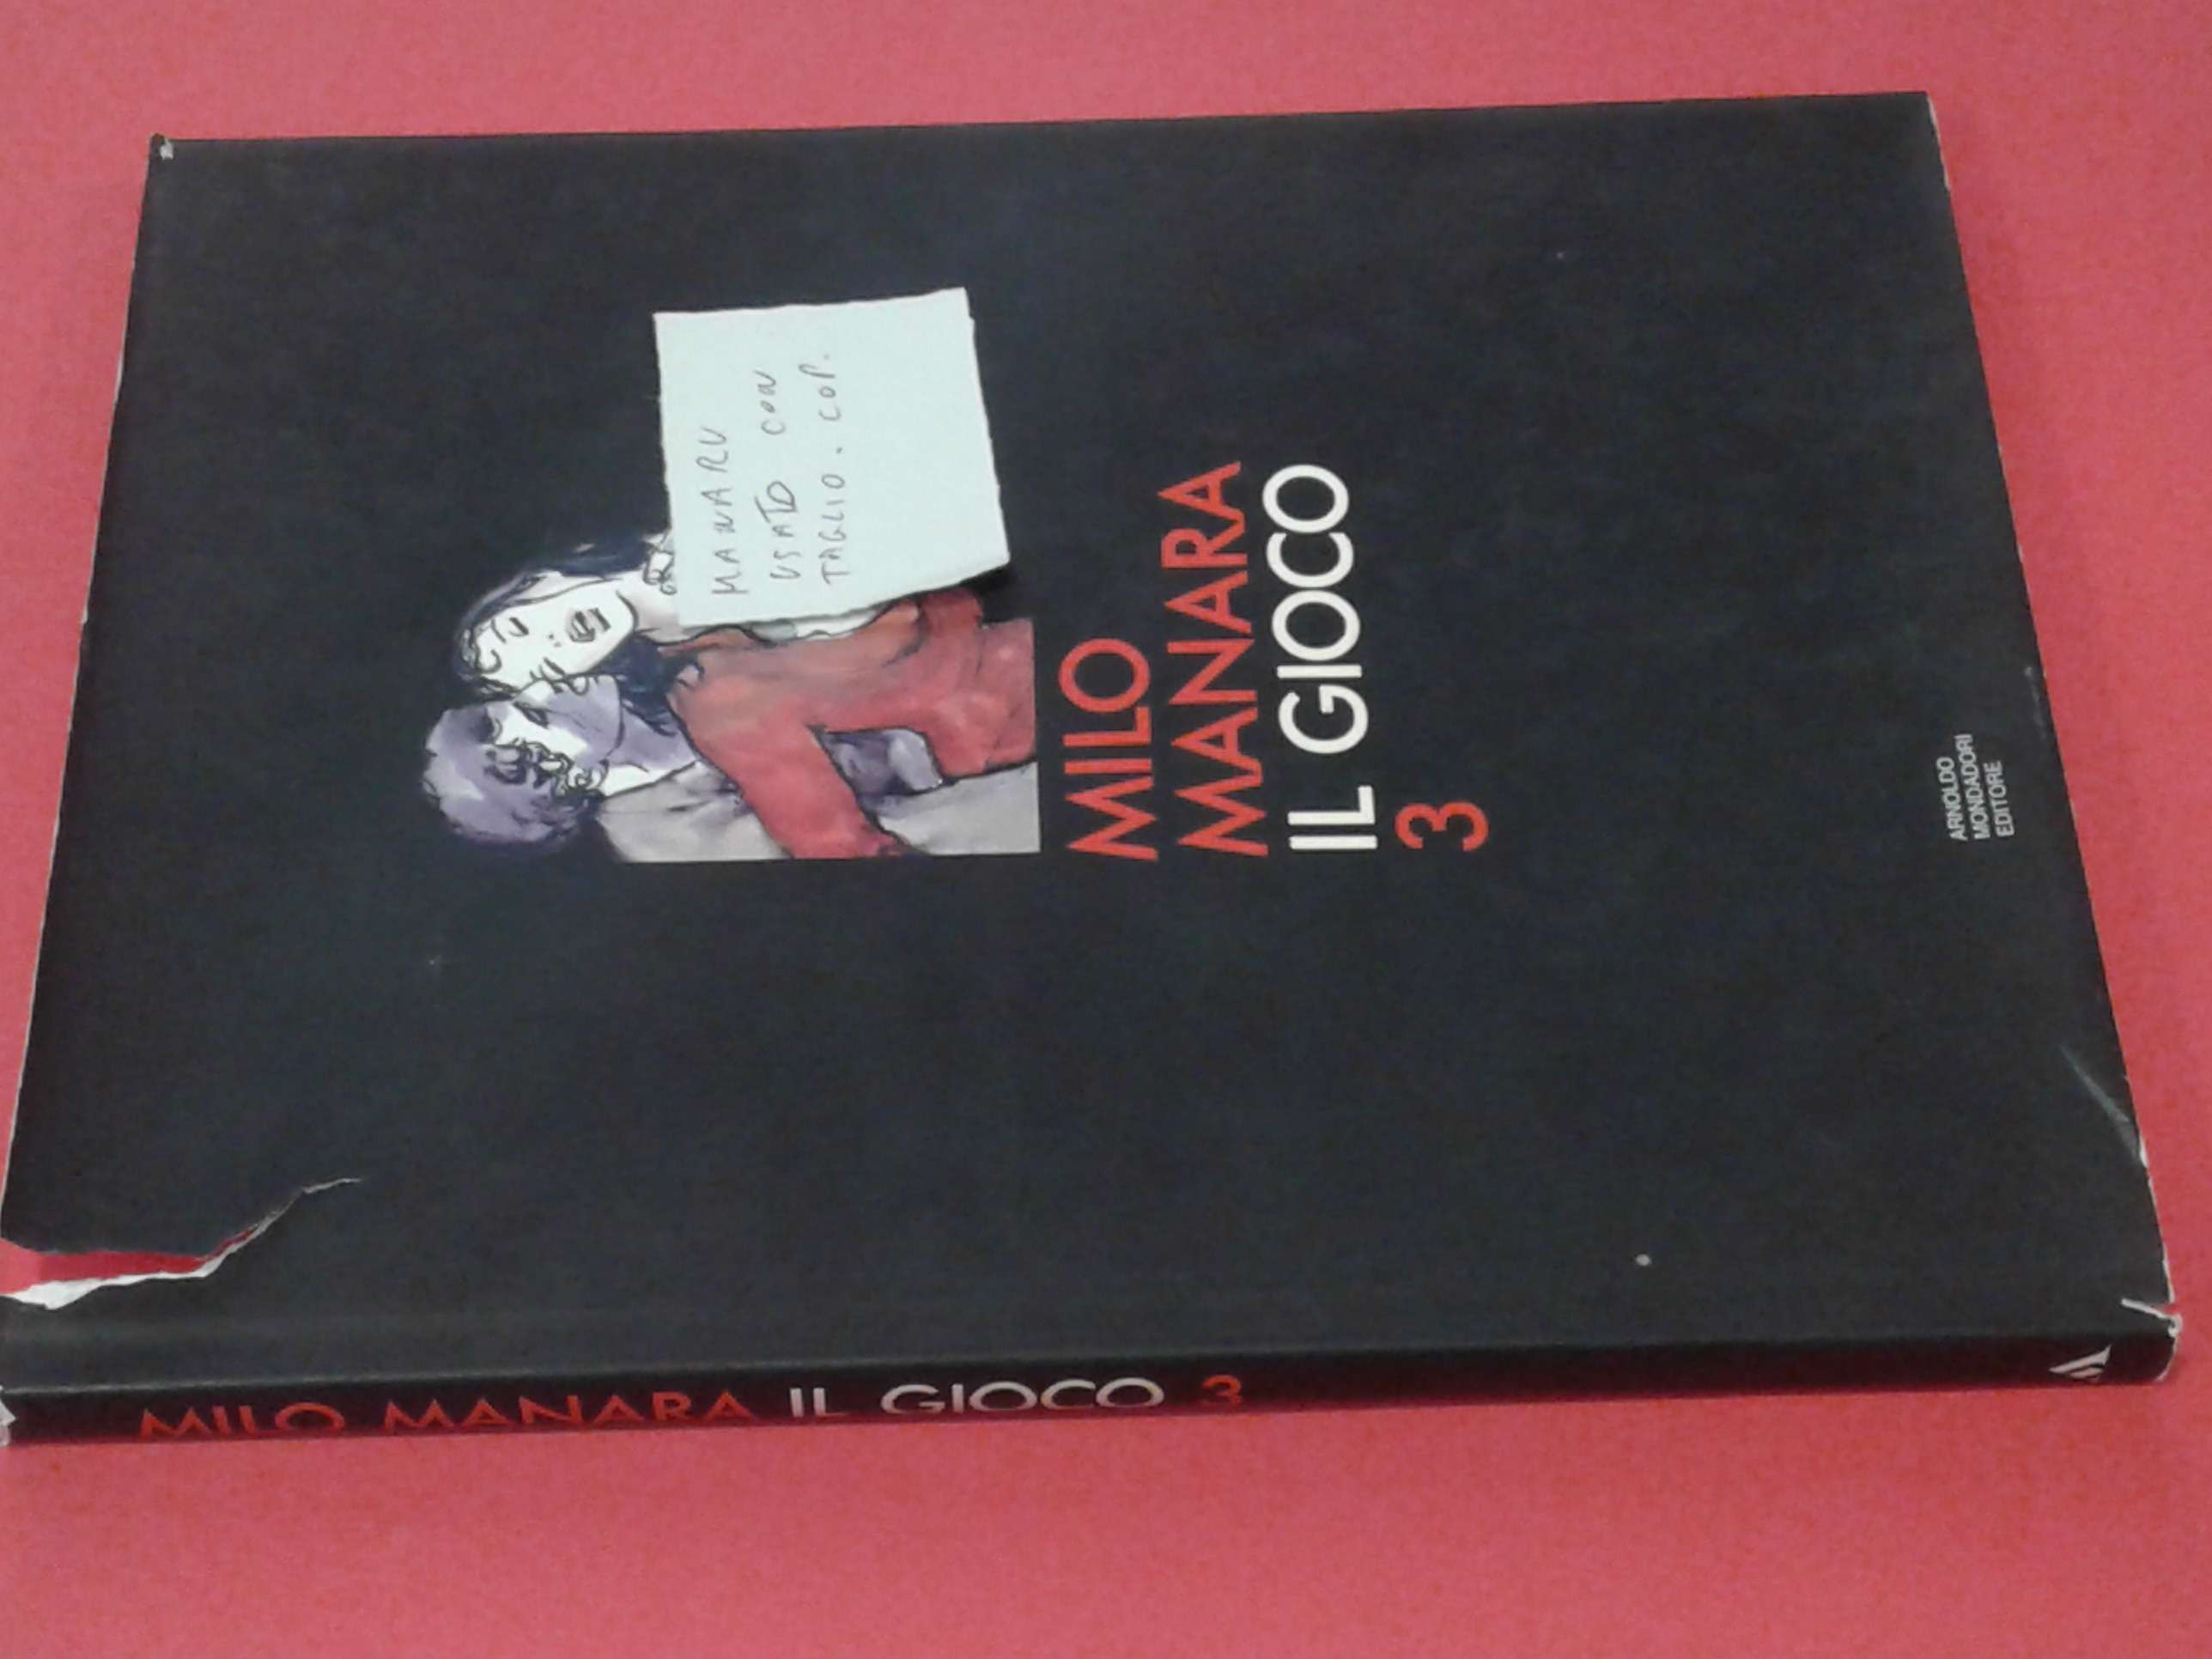 MANARU
USATO CON
TAGLIO. COP.
MILO
MANARA
IL GIOCO
3
ARNOLDO
MONDADORI
EDITORE
MILO MANARA IL GIOCO 3